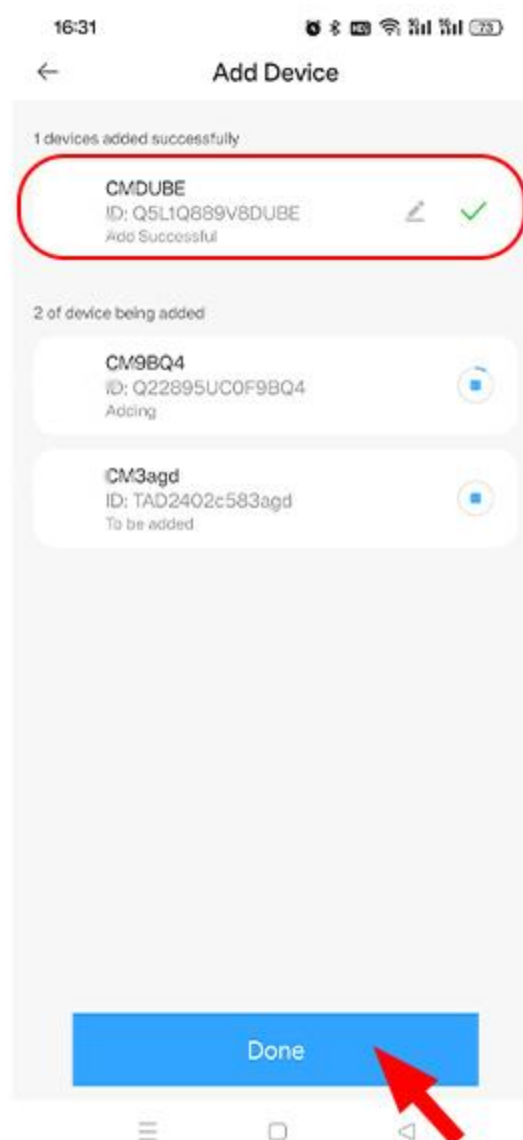 16:31
73
Add Device
1 devices added successfully
CMDUBE
ID: Q5L1Q889V8DUBE
Add Successful
2 of device being added
CM9BQ4
ID: Q22895UC0F9BQ4
Adding
CM3agd
ID: TAD2402c583agd
To be added
Done